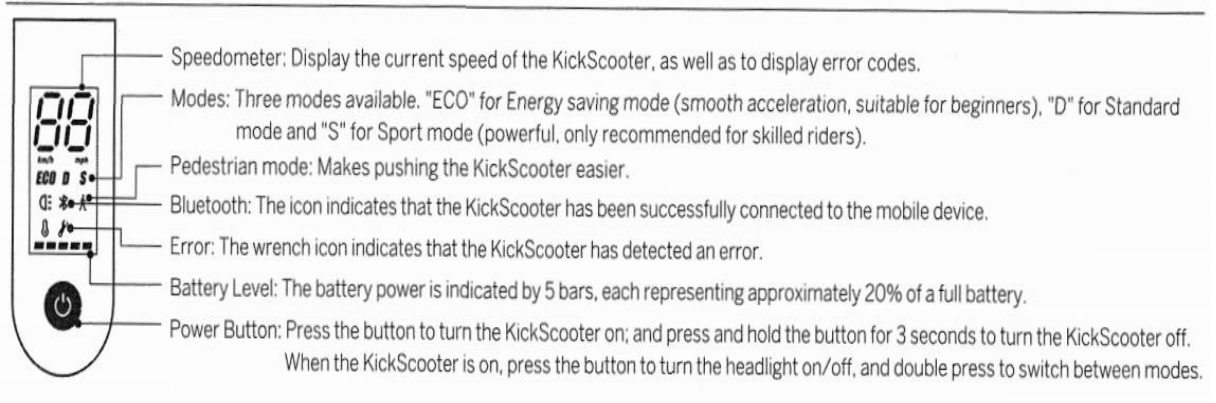 Speedometer: Display the current speed of the KickScooter, as well as to display error codes.
88
km/h mph
Modes: Three modes available. "ECO" for Energy saving mode (smooth acceleration, suitable for beginners), "D" for Standard
mode and "S" for Sport mode (powerful, only recommended for skilled riders).
ECO D S
Pedestrian mode: Makes pushing the KickScooter easier.
Bluetooth: The icon indicates that the KickScooter has been successfully connected to the mobile device.
Error: The wrench icon indicates that the KickScooter has detected an error.
Battery Level: The battery power is indicated by 5 bars, each representing approximately 20% of a full battery.
Power Button: Press the button to turn the KickScooter on; and press and hold the button for 3 seconds to turn the KickScooter off.
When the KickScooter is on, press the button to turn the headlight on/off, and double press to switch between modes.